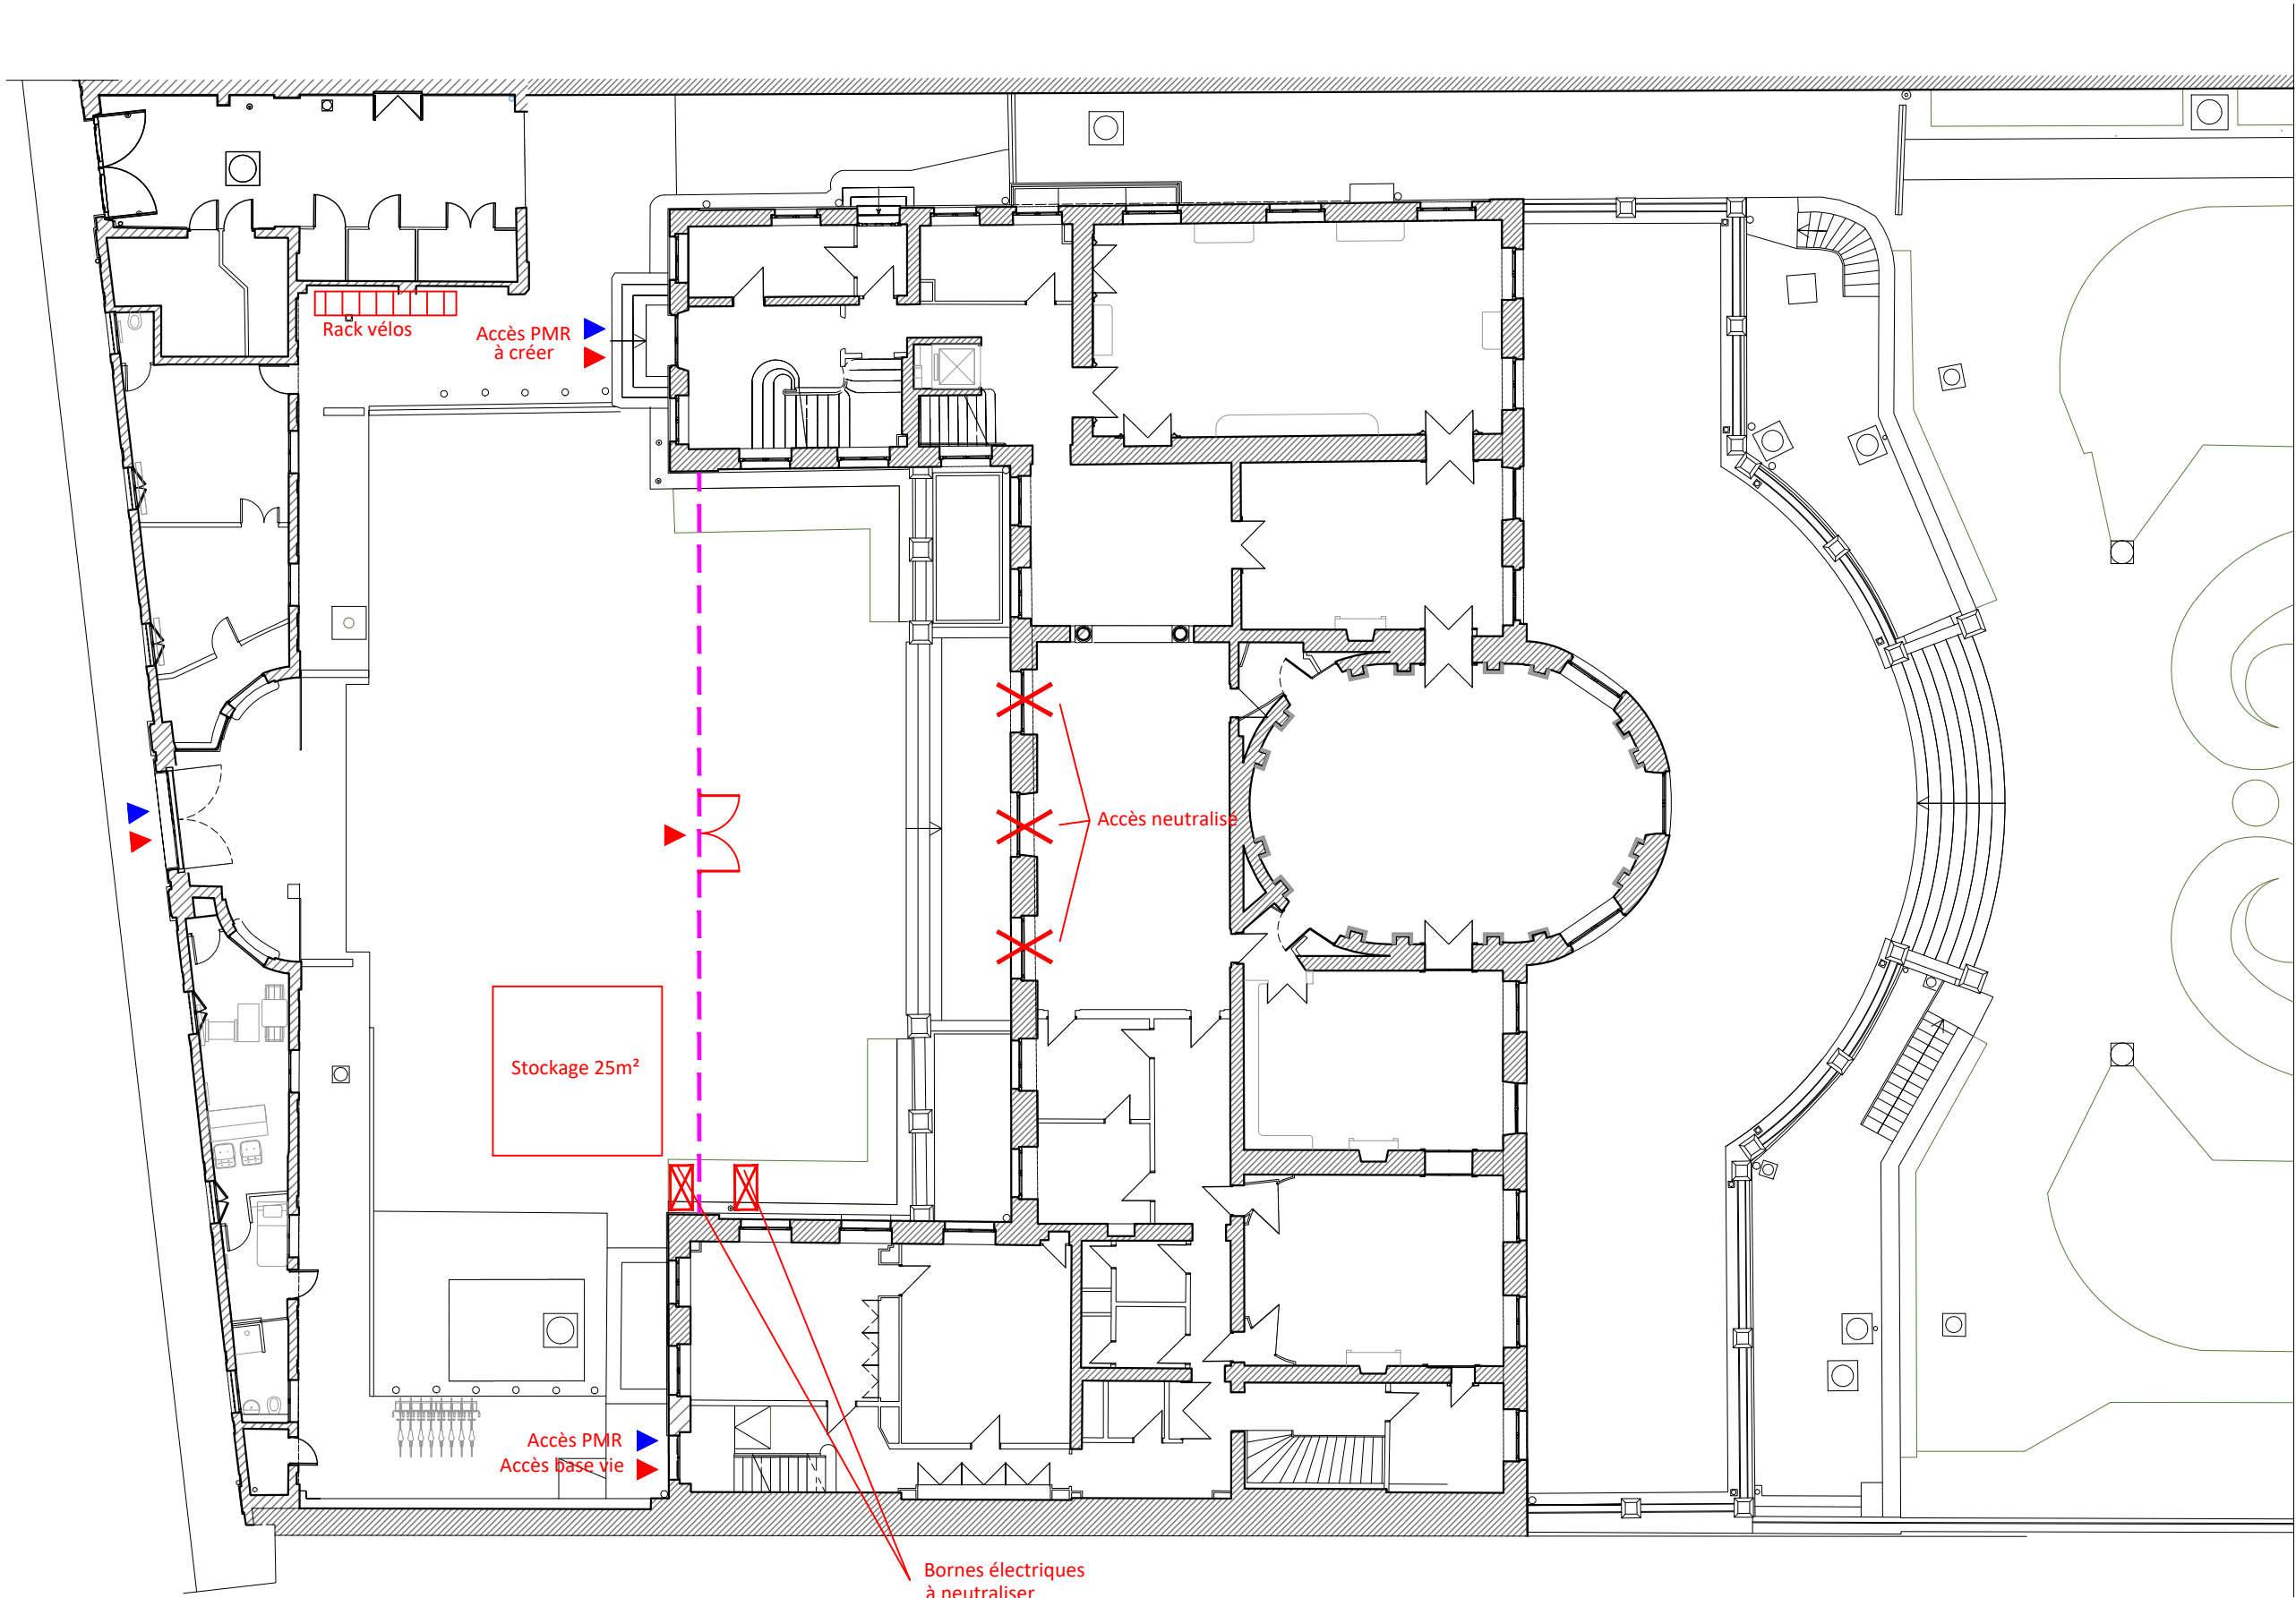 Rack vélos
Accès PMR
à créer
Accès neutralisé
Stockage 25m²
Accès PMR
Accès base vie
Bornes électriques
à neutraliser